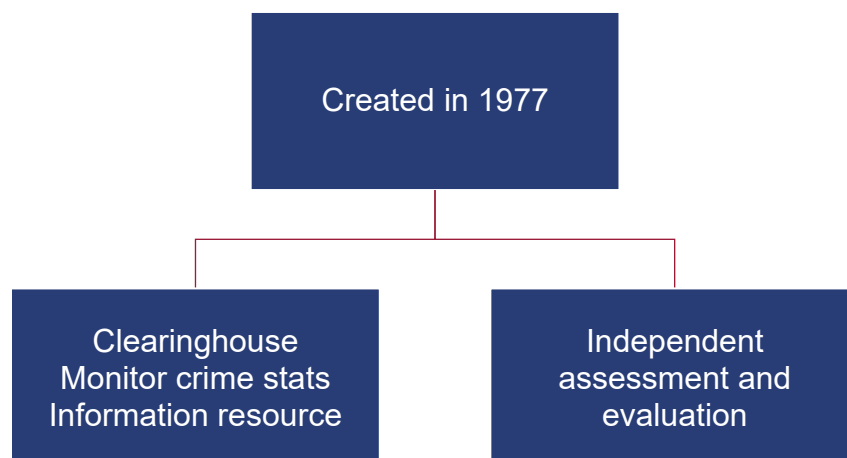 Created in 1977
Clearinghouse
Monitor crime stats
Information resource
Independent
assessment and
evaluation